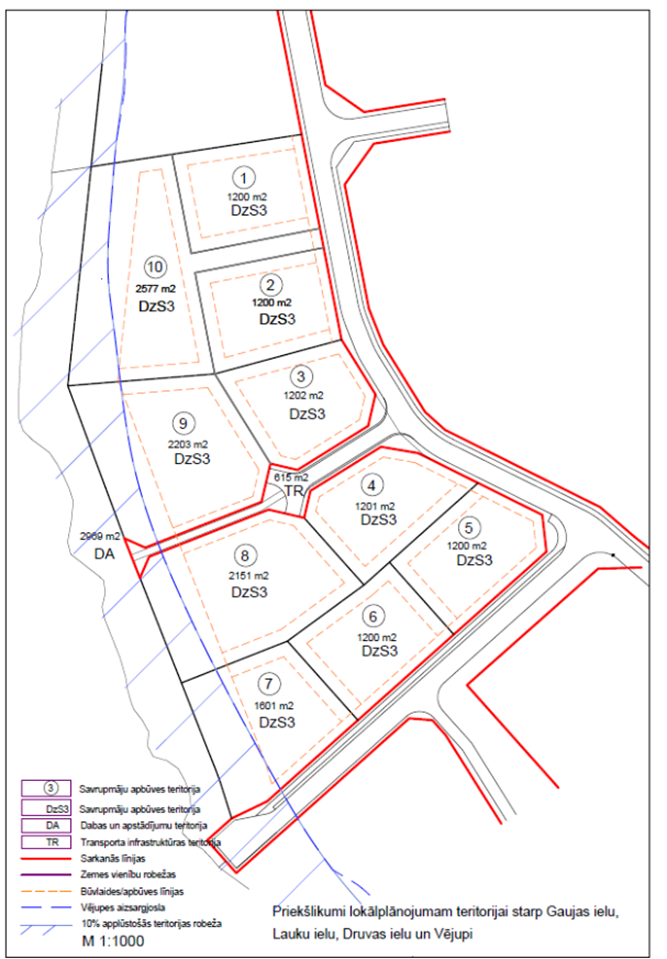 1
1200 m2
DzS3
10
2577 m2
DzS3
2
1200 m2
DzS3
3
1202 m2
DzS3
9
2203 m2
DzS3
615 m2
TR
4
1201 m2
DzS3
5
1200 m2
DzS3
2969 m2
DA
8
2151 m2
DzS3
6
1200 m2
DzS3
7
1601 m2
DzS3
3 Savrupmāju apbūves teritorija
DzS3 Savrupmāju apbūves teritorija
DA Dabas un apstādījumu teritorija
TR Transporta infrastruktūras teritorija
Sarkanās līnijas
Zemes vienību robežas
Būvlaides/apbūves līnijas
Vējupes aizsargjosla
10% applūstošās teritorijas robeža
M 1:1000
Priekšlikumi lokālplānojumam teritorijai starp Gaujas ielu,
Lauku ielu, Druvas ielu un Vējupi